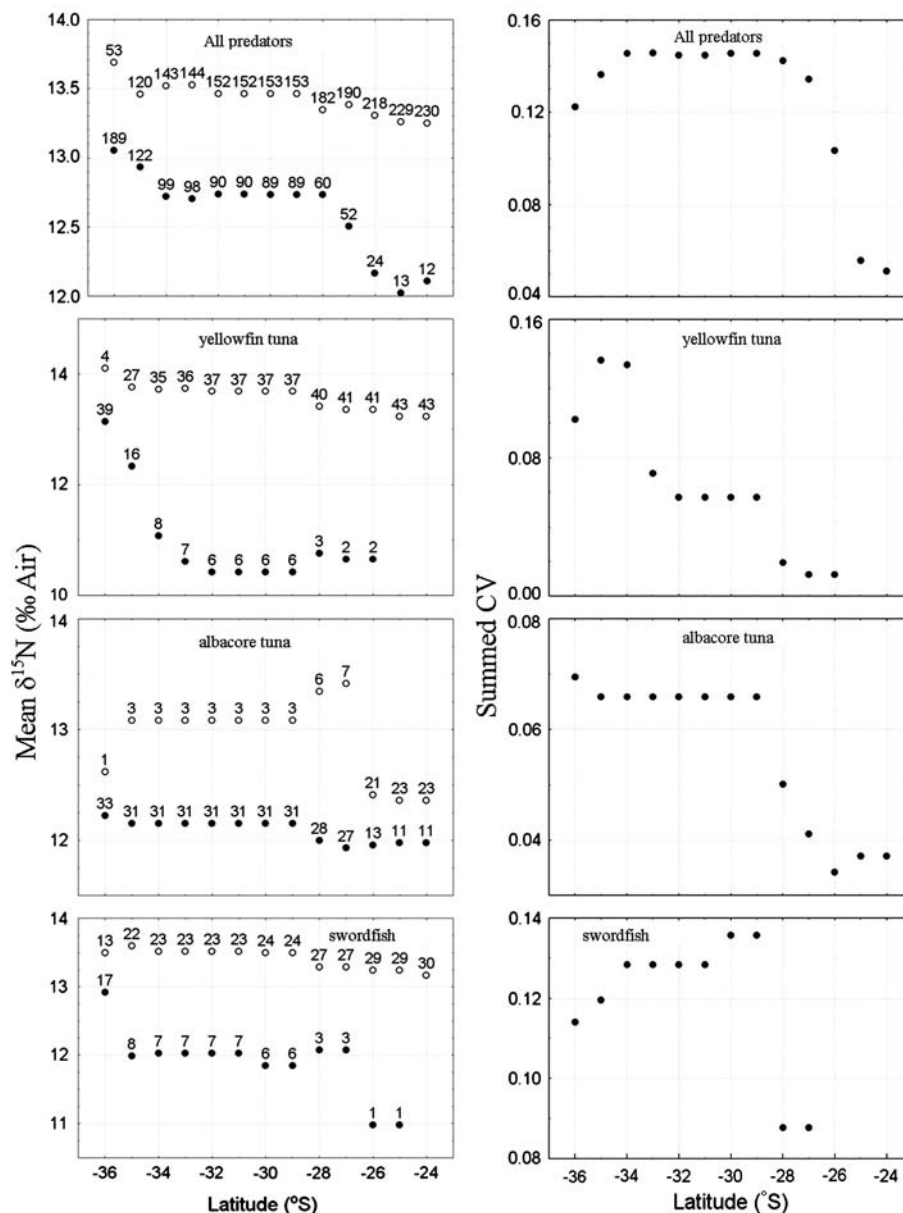 14.0
13.5
13.0
12.5
12.0
All predators
53 120 143 144 152 152 153 153 182 190 218 229 230
189 122 99 98 90 90 89 89 60 52 24 13 12
0.16
0.12
0.08
0.04
All predators
14
12
10
yellowfin tuna
4 27 35 36 37 37 37 37 40 41 41 43 43
39 16 8 7 6 6 6 6 3 2 2
0.16
0.08
0.00
yellowfin tuna
Mean δ15N (‰ Air)
Summed CV
14
13
12
albacore tuna
1 3 3 3 3 3 3 3 6 7 21 23 23
33 31 31 31 31 31 31 31 28 27 13 11 11
0.08
0.06
0.04
albacore tuna
14
13
12
11
swordfish
13 22 23 23 23 23 24 24 27 27 29 29 30
17 8 7 7 7 7 6 6 3 3 1 1
-36 -34 -32 -30 -28 -26 -24
Latitude (ºS)
0.14
0.12
0.10
0.08
swordfish
-36 -34 -32 -30 -28 -26 -24
Latitude (°S)